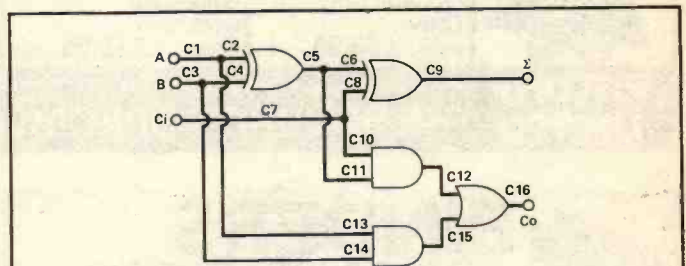 A C1 C2 C5 C6 C9 Σ
B C3 C4 C8
Ci C7
C10
C11 C12 C16
Co
C13 C15
C14